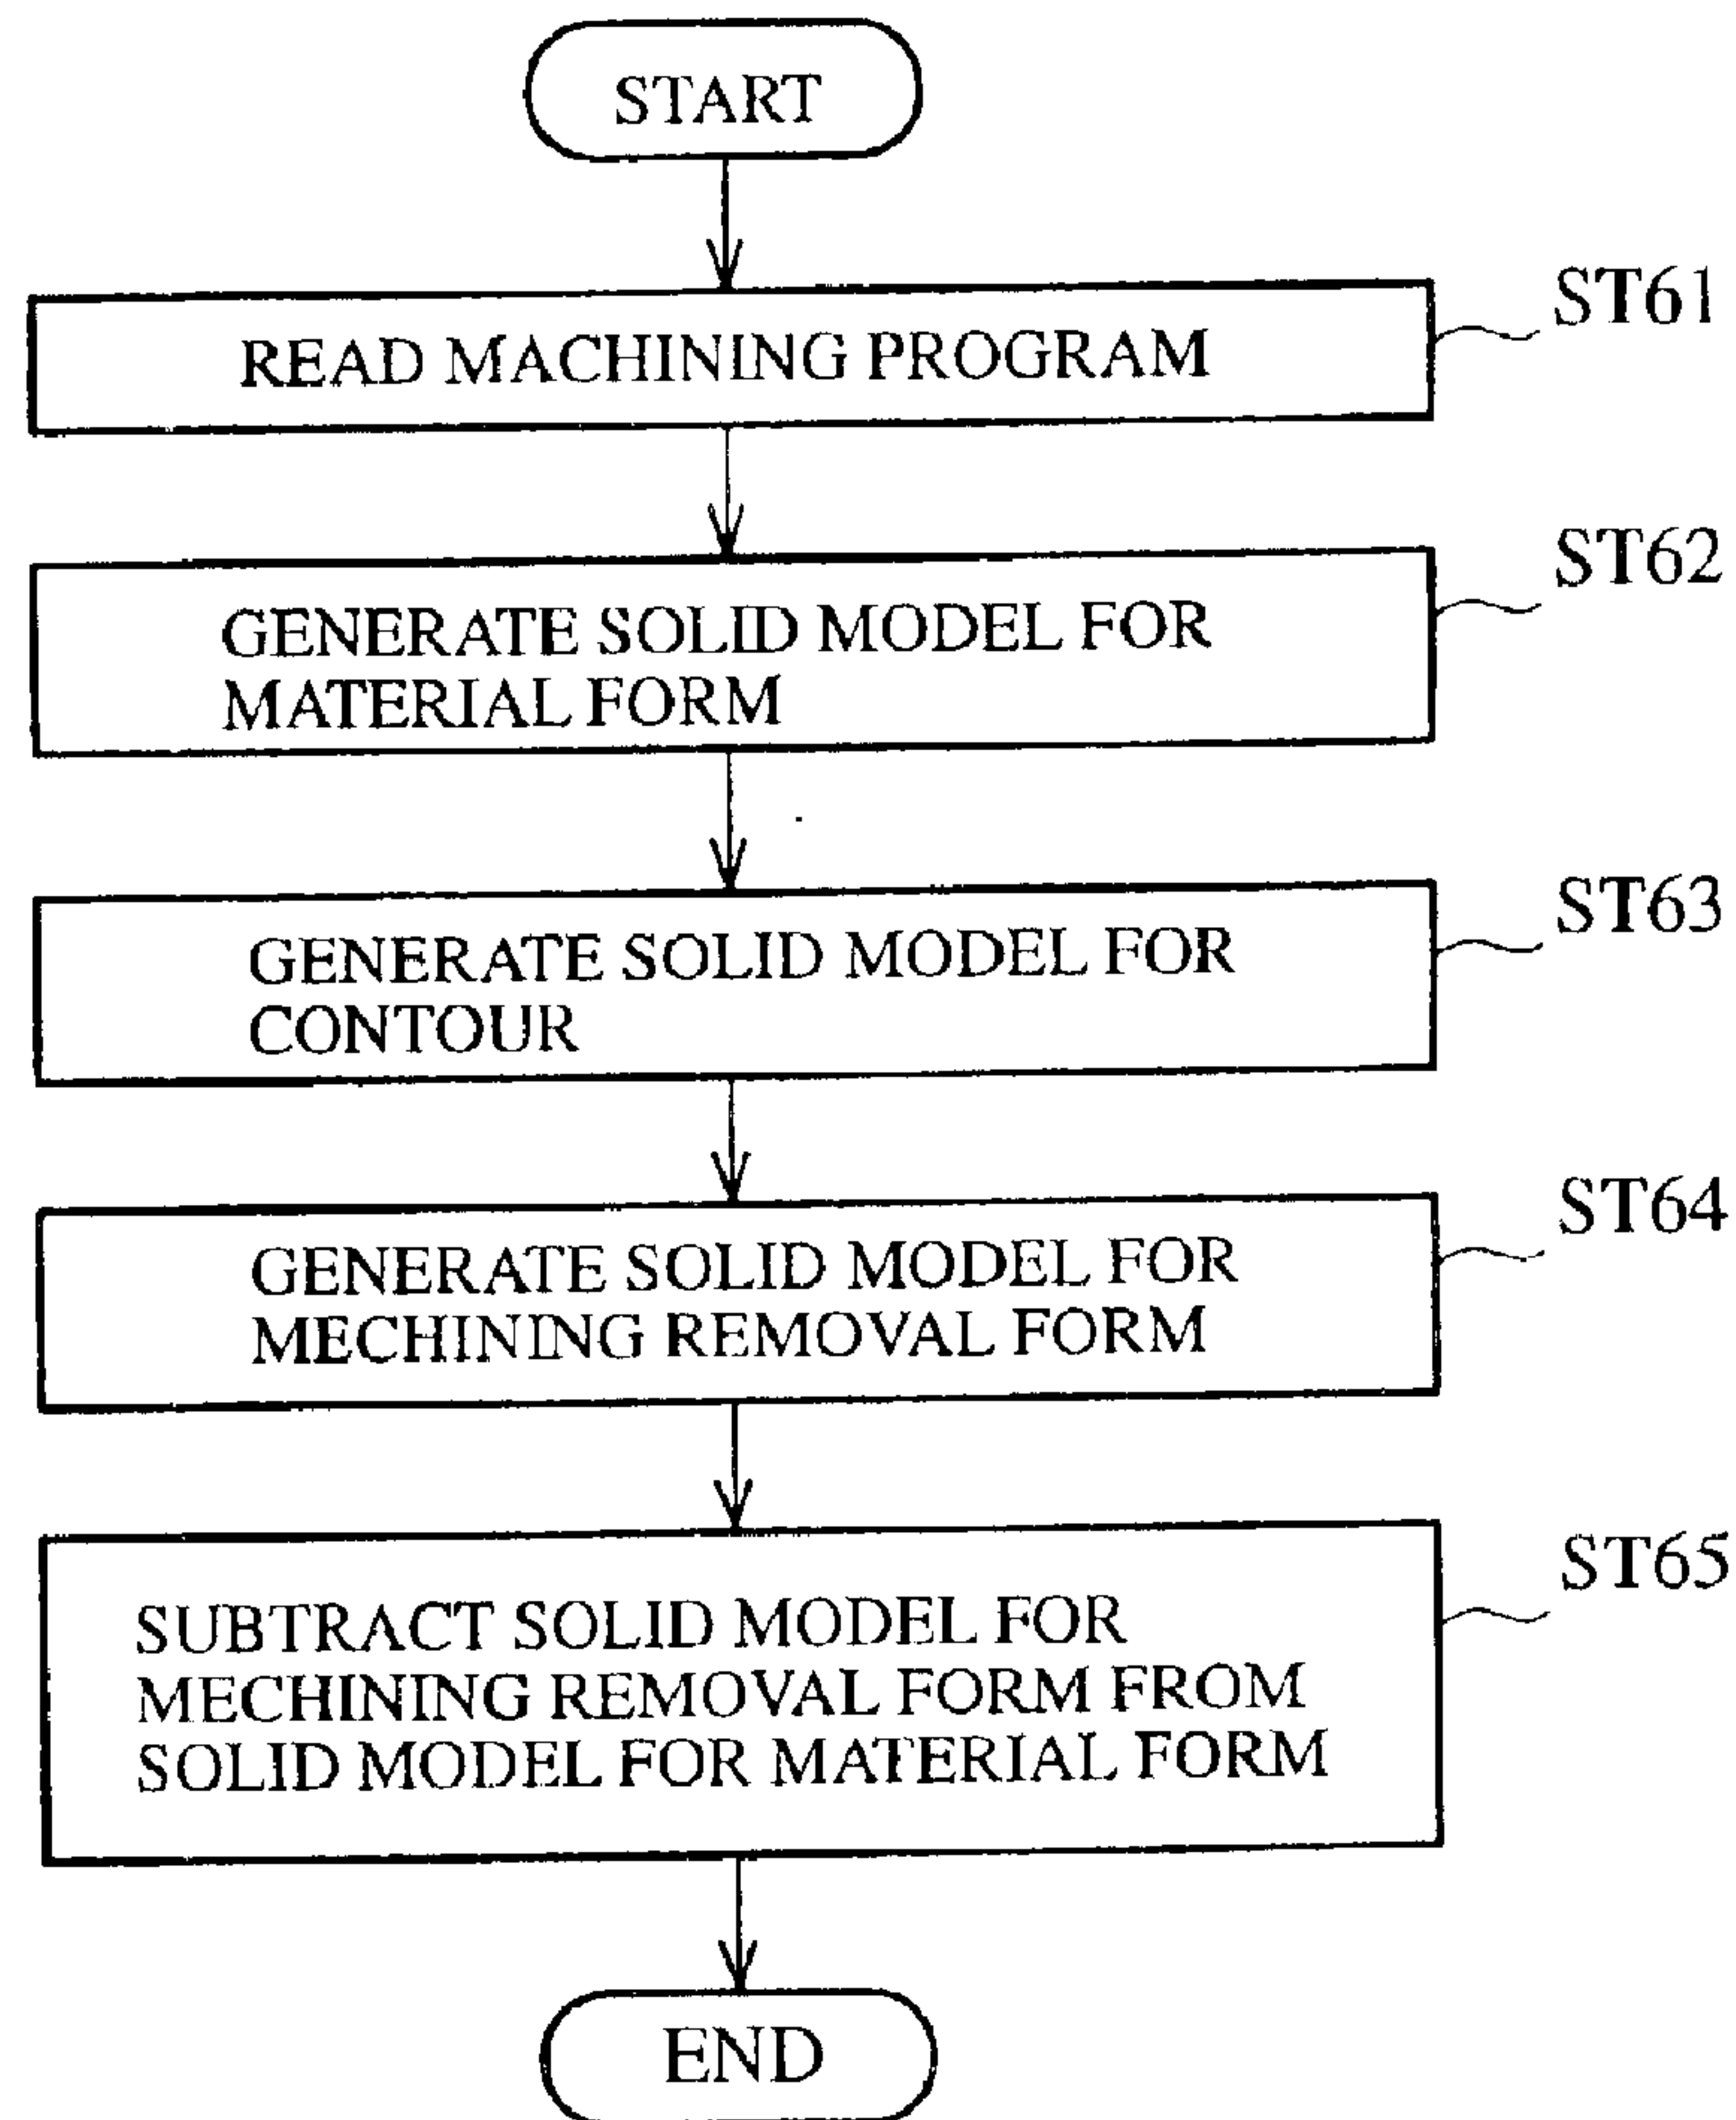 START
ST61
READ MACHINING PROGRAM
ST62
GENERATE SOLID MODEL FOR
MATERIAL FORM
ST63
GENERATE SOLID MODEL FOR
CONTOUR
ST64
GENERATE SOLID MODEL FOR
MECHINING REMOVAL FORM
ST65
SUBTRACT SOLID MODEL FOR
MECHINING REMOVAL FORM FROM
SOLID MODEL FOR MATERIAL FORM
END